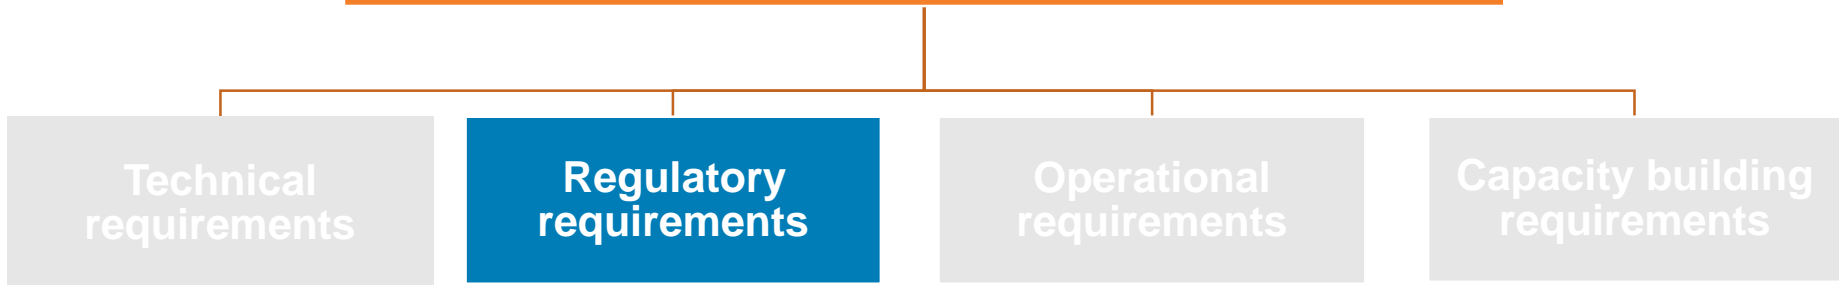 Technical
requirements
Regulatory
requirements
Operational
requirements
Capacity building
requirements